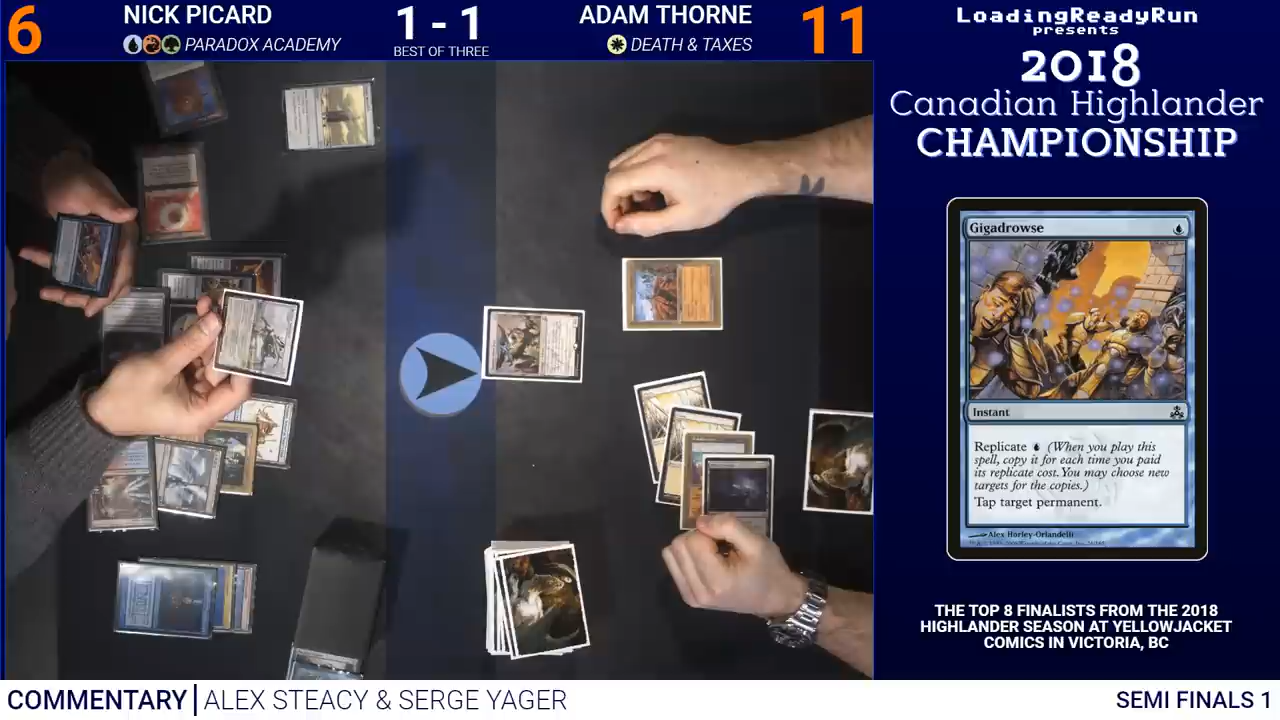 6
NICK PICARD
PARADOX ACADEMY
1 - 1
BEST OF THREE
ADAM THORNE
DEATH & TAXES
11
LoadingReadyRun
presents
2018
Canadian Highlander
CHAMPIONSHIP
Gigadrowse
Instant
Replicate (When you play this
spell, copy it for each time you paid
its replicate cost. You may choose new
targets for the copies.)
Tap target permanent.
Alex Horley-Orlandelli
THE TOP 8 FINALISTS FROM THE 2018
HIGHLANDER SEASON AT YELLOWJACKET
COMICS IN VICTORIA, BC
COMMENTARY | ALEX STEACY & SERGE YAGER
SEMI FINALS 1